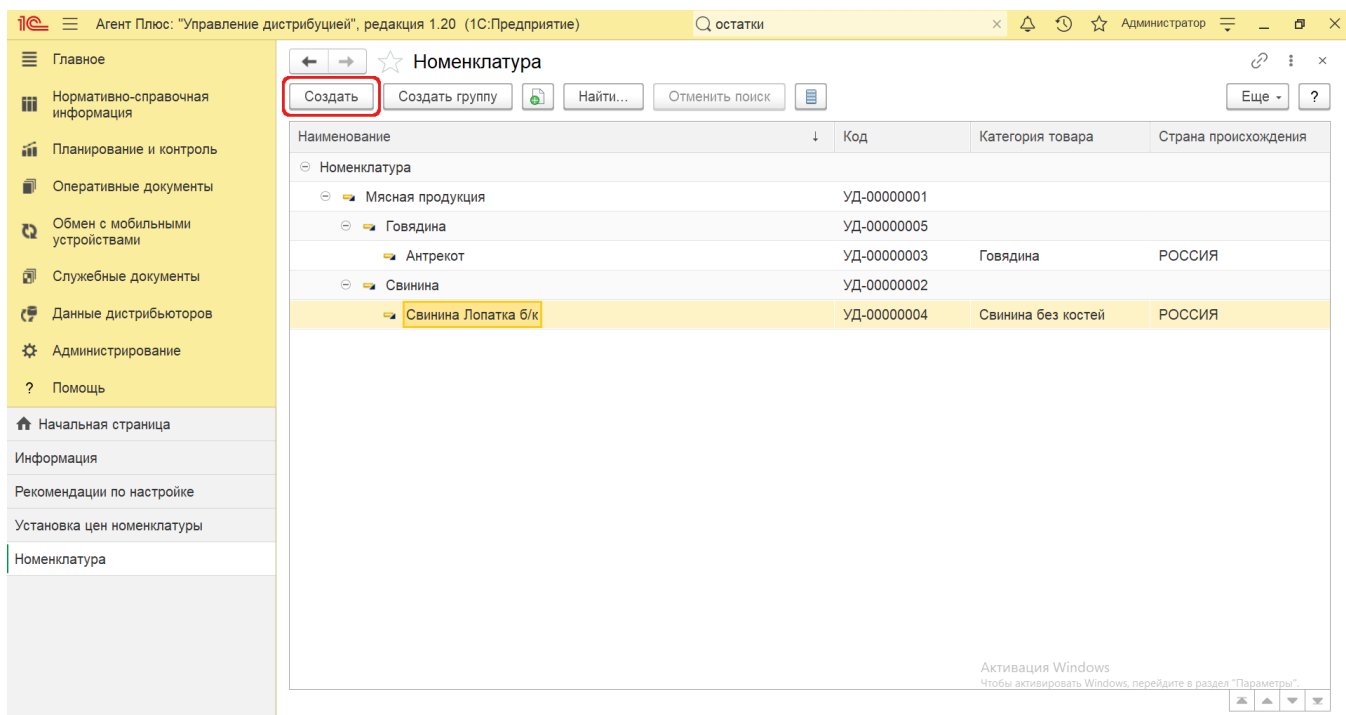 1С Агент Плюс: "Управление дистрибуцией", редакция 1.20 (1С:Предприятие) остатки Администратор
Главное
Нормативно-справочная
информация
Планирование и контроль
Оперативные документы
Обмен с мобильными
устройствами
Служебные документы
Данные дистрибьюторов
Администрирование
? Помощь
Начальная страница
Информация
Рекомендации по настройке
Установка цен номенклатуры
Номенклатура
Номенклатура
Создать Создать группу Найти... Отменить поиск Еще ?
Наименование ↓ Код Категория товара Страна происхождения
Номенклатура
Мясная продукция УД-00000001
Говядина УД-00000005
Антрекот УД-00000003 Говядина РОССИЯ
Свинина УД-00000002
Свинина Лопатка б/к УД-00000004 Свинина без костей РОССИЯ
Активация Windows
Чтобы активировать Windows, перейдите в раздел "Параметры".